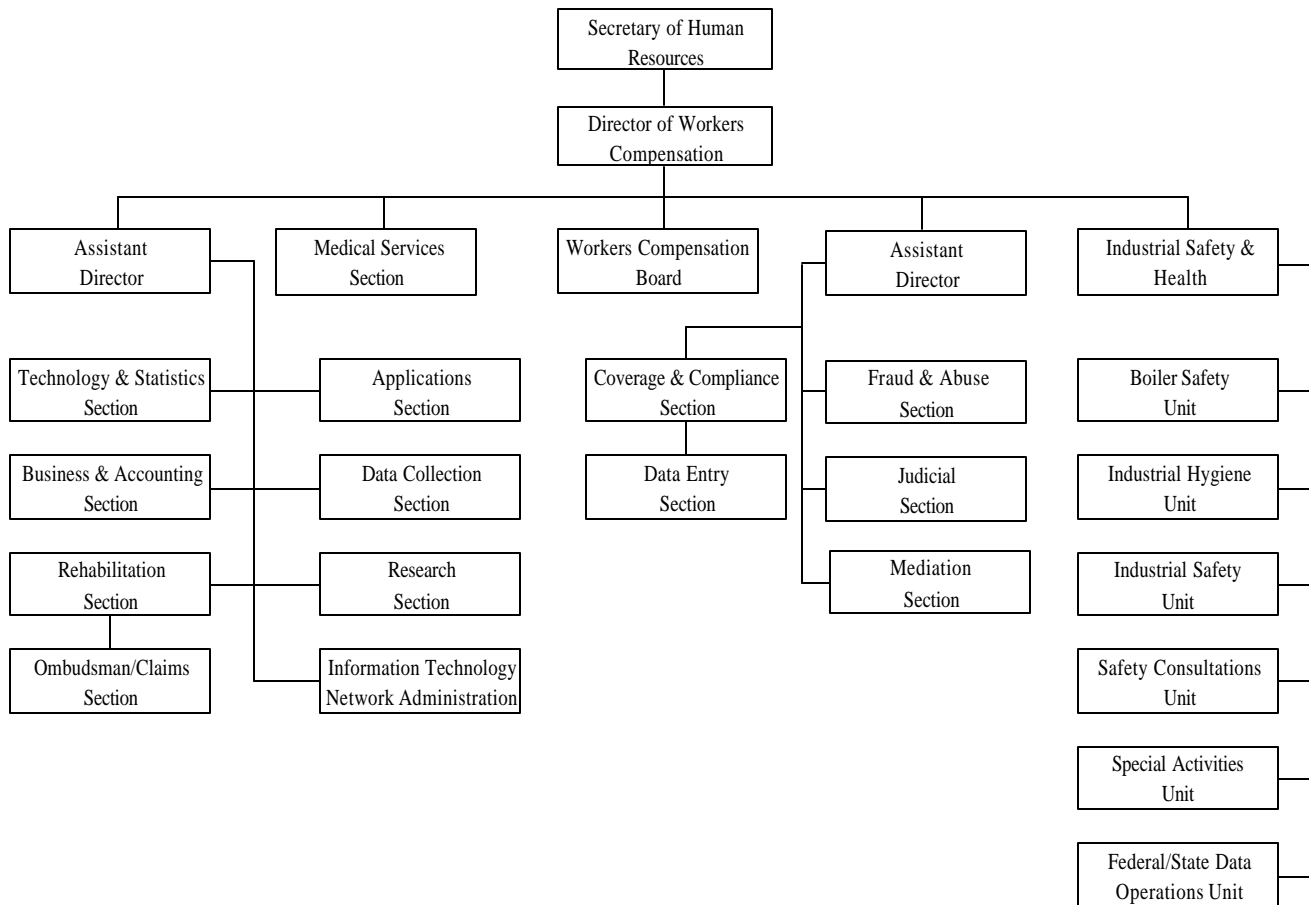 Secretary of Human
Resources
Director of Workers
Compensation
Assistant
Director
Medical Services
Section
Workers Compensation
Board
Assistant
Director
Industrial Safety &
Health
Technology & Statistics
Section
Applications
Section
Coverage & Compliance
Section
Fraud & Abuse
Section
Boiler Safety
Unit
Business & Accounting
Section
Data Collection
Section
Data Entry
Section
Judicial
Section
Industrial Hygiene
Unit
Rehabilitation
Section
Research
Section
Mediation
Section
Industrial Safety
Unit
Ombudsman/Claims
Section
Information Technology
Network Administration
Safety Consultations
Unit
Special Activities
Unit
Federal/State Data
Operations Unit